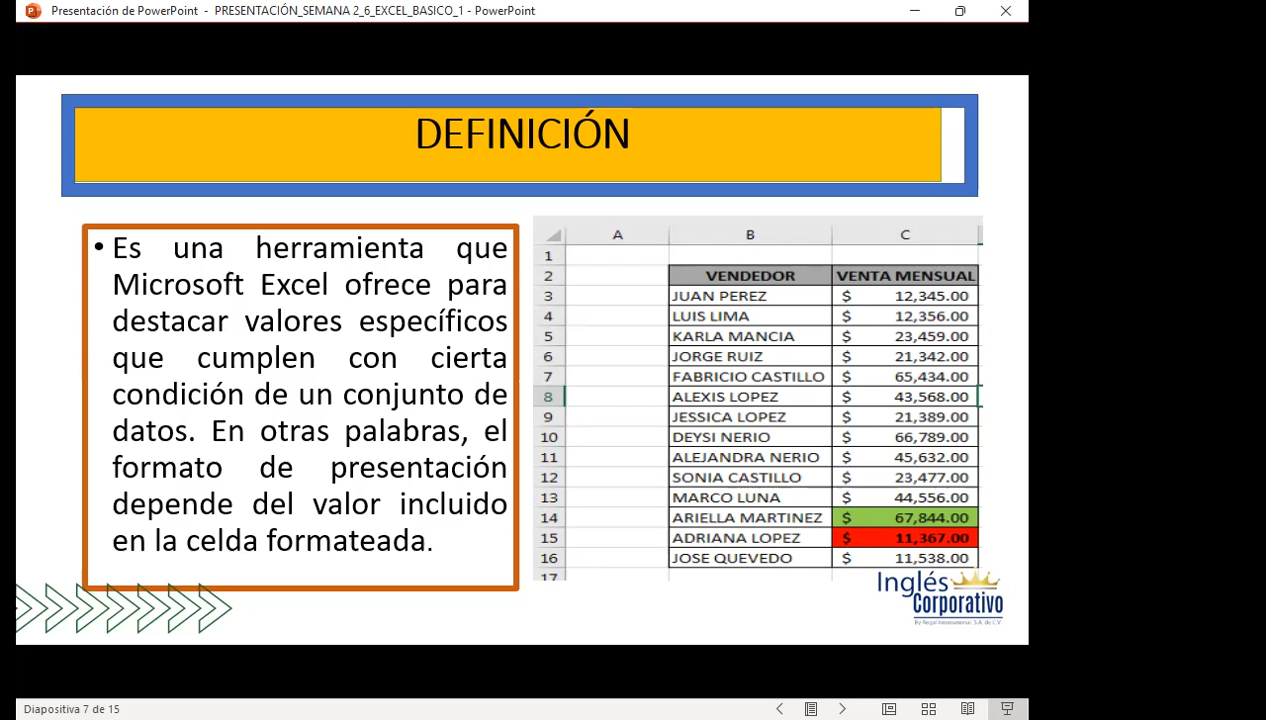 Presentación de PowerPoint - PRESENTACIÓN_SEMANA 2_6_EXCEL_BASICO_1 - PowerPoint
DEFINICIÓN
• Es una herramienta que
Microsoft Excel ofrece para
destacar valores específicos
que cumplen con cierta
condición de un conjunto de
datos. En otras palabras, el
formato de presentación
depende del valor incluido
en la celda formateada.
A B C
1
2 VENDEDOR VENTA MENSUAL
3 JUAN PEREZ $ 12,345.00
4 LUIS LIMA $ 12,356.00
5 KARLA MANCIA $ 23,459.00
6 JORGE RUIZ $ 21,342.00
7 FABRICIO CASTILLO $ 65,434.00
8 ALEXIS LOPEZ $ 43,568.00
9 JESSICA LOPEZ $ 21,389.00
10 DEYSI NERIO $ 66,789.00
11 ALEJANDRA NERIO $ 45,632.00
12 SONIA CASTILLO $ 23,477.00
13 MARCO LUNA $ 44,556.00
14 ARIELLA MARTINEZ $ 67,844.00
15 ADRIANA LOPEZ $ 11,367.00
16 JOSE QUEVEDO $ 11,538.00
17
Inglés
Corporativo
By Regal International S.A. de C.V
Diapositiva 7 de 15